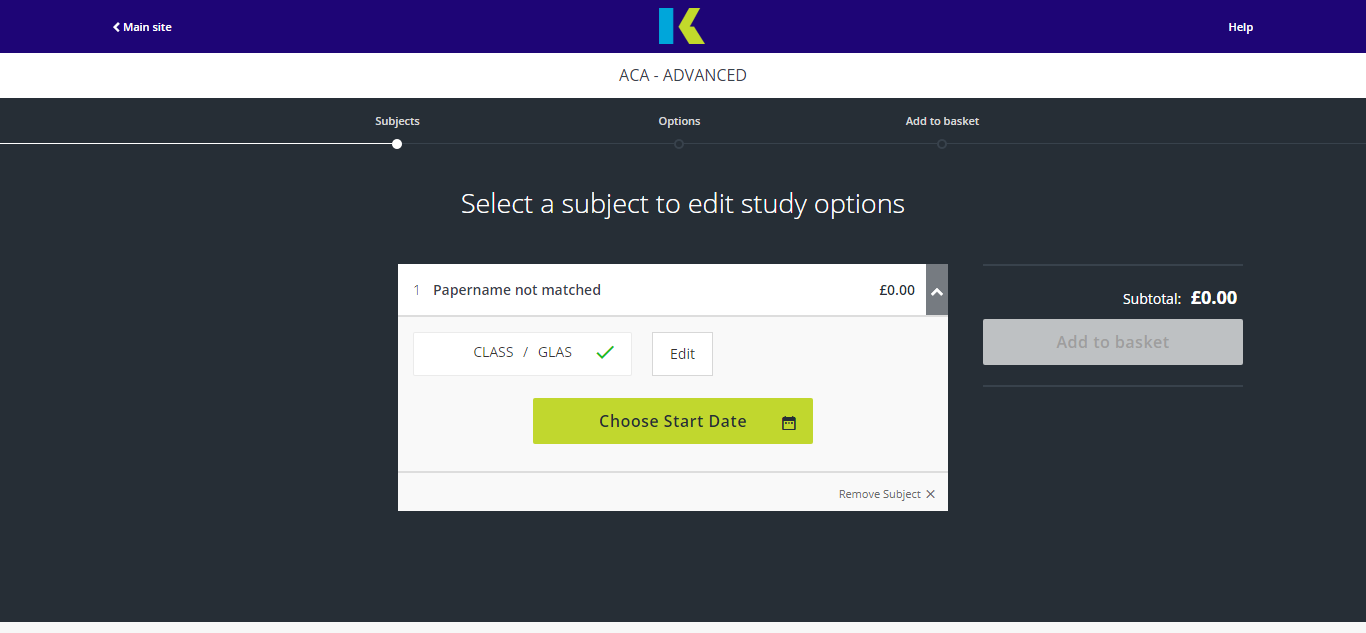 Main site
Help
ACA - ADVANCED
Subjects
Options
Add to basket
Select a subject to edit study options
1 Papername not matched £0.00
Subtotal: £0.00
CLASS / GLAS
Edit
Add to basket
Choose Start Date
Remove Subject